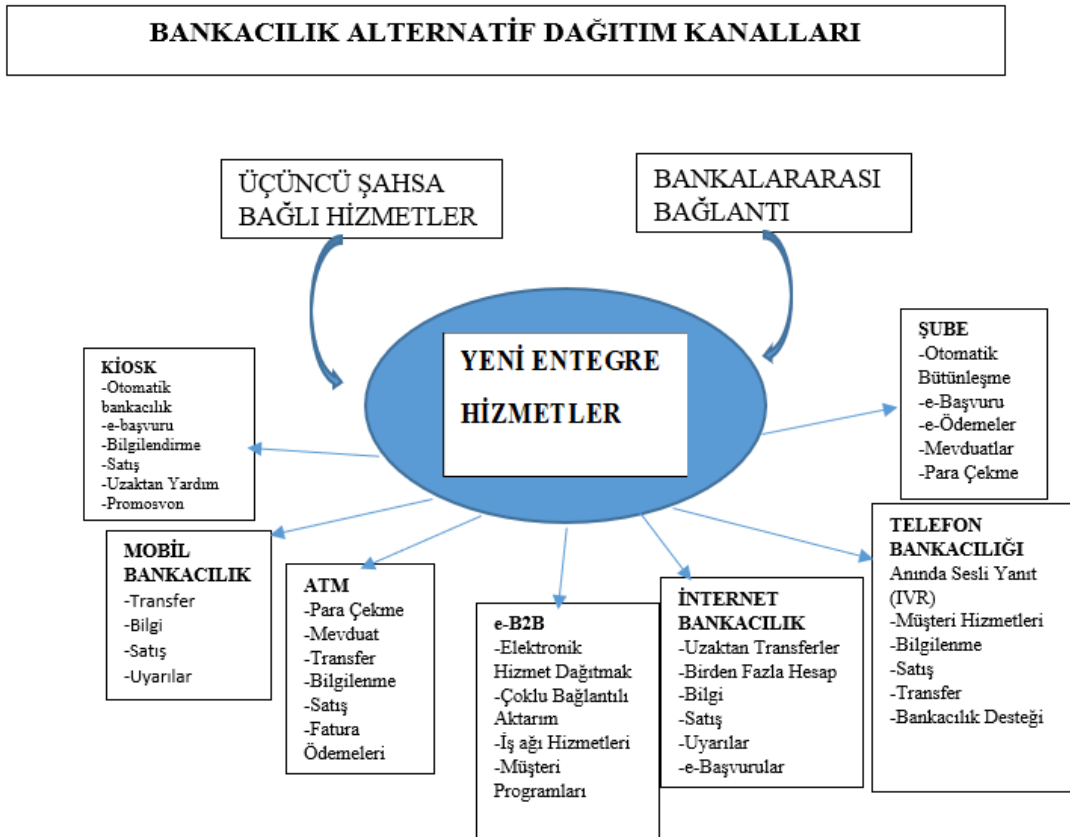 BANKACILIK ALTERNATİF DAĞITIM KANALLARI
ÜÇÜNCÜ ŞAHSA
BAĞLI HİZMETLER
BANKALARARASI
BAĞLANTI
YENİ ENTEGRE
HİZMETLER
KİOSK
-Otomatik
bankacılık
-e-başvuru
-Bilgilendirme
-Satış
-Uzaktan Yardım
-Promosvon
MOBİL
BANKACILIK
-Transfer
-Bilgi
-Satış
-Uyarılar
ATM
-Para Çekme
-Mevduat
-Transfer
-Bilgilenme
-Satış
-Fatura
Ödemeleri
e-B2B
-Elektronik
Hizmet Dağıtmak
-Çoklu Bağlantılı
Aktarım
-İş ağı Hizmetleri
-Müşteri
Programları
İNTERNET
BANKACILIK
-Uzaktan Transferler
-Birden Fazla Hesap
-Bilgi
-Satış
-Uyarılar
-e-Başvurular
TELEFON
BANKACILIĞI
Anında Sesli Yanıt
(IVR)
-Müşteri Hizmetleri
-Bilgilenme
-Satış
-Transfer
-Bankacılık Desteği
ŞUBE
-Otomatik
Bütünleşme
-e-Başvuru
-e-Ödemeler
-Mevduatlar
-Para Çekme